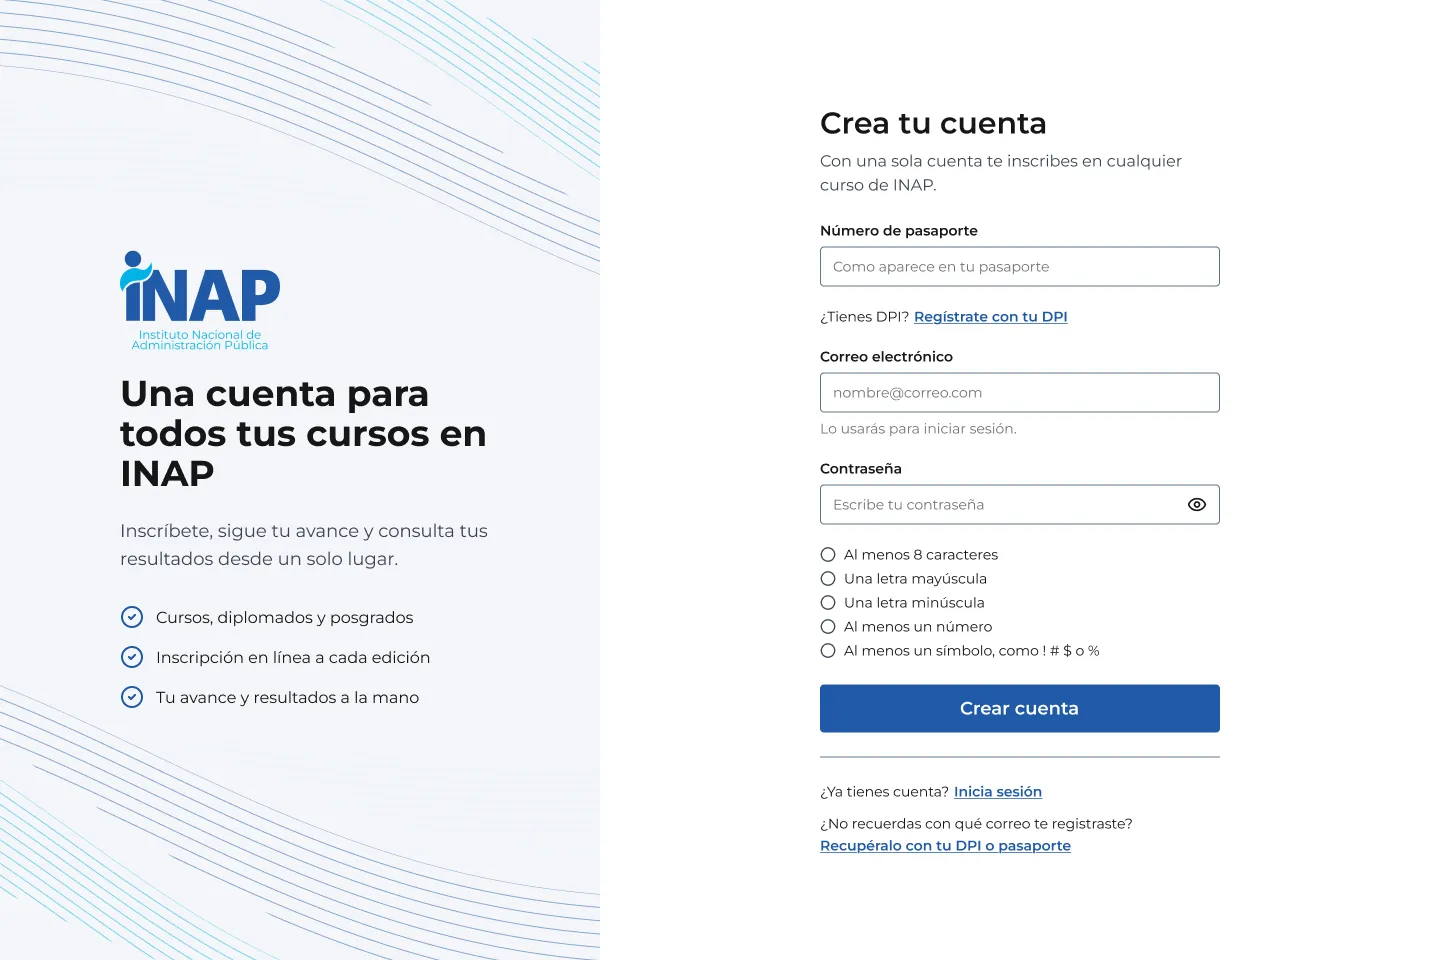 iNAP
Instituto Nacional de
Administración Pública
Una cuenta para
todos tus cursos en
INAP
Inscríbete, sigue tu avance y consulta tus
resultados desde un solo lugar.
Cursos, diplomados y posgrados
Inscripción en línea a cada edición
Tu avance y resultados a la mano
Crea tu cuenta
Con una sola cuenta te inscribes en cualquier
curso de INAP.
Número de pasaporte
Como aparece en tu pasaporte
¿Tienes DPI? Regístrate con tu DPI
Correo electrónico
nombre@correo.com
Lo usarás para iniciar sesión.
Contraseña
Escribe tu contraseña
Al menos 8 caracteres
Una letra mayúscula
Una letra minúscula
Al menos un número
Al menos un símbolo, como ! # $ o %
Crear cuenta
¿Ya tienes cuenta? Inicia sesión
¿No recuerdas con qué correo te registraste?
Recupéralo con tu DPI o pasaporte